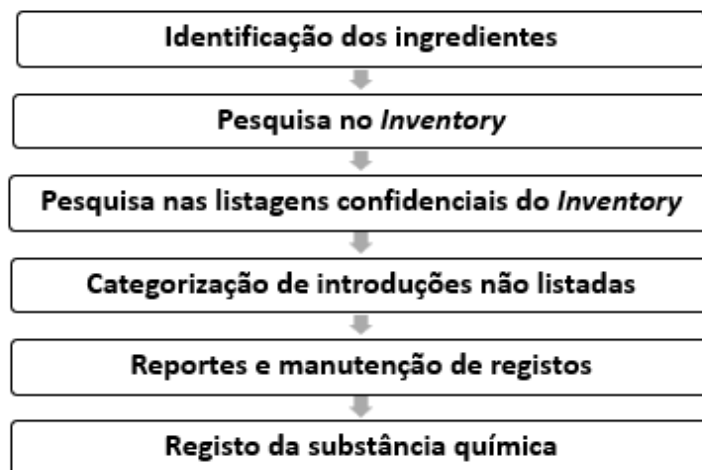 Identificação dos ingredientes
Pesquisa no Inventory
Pesquisa nas listagens confidenciais do Inventory
Categorização de introduções não listadas
Reportes e manutenção de registos
Registo da substância química